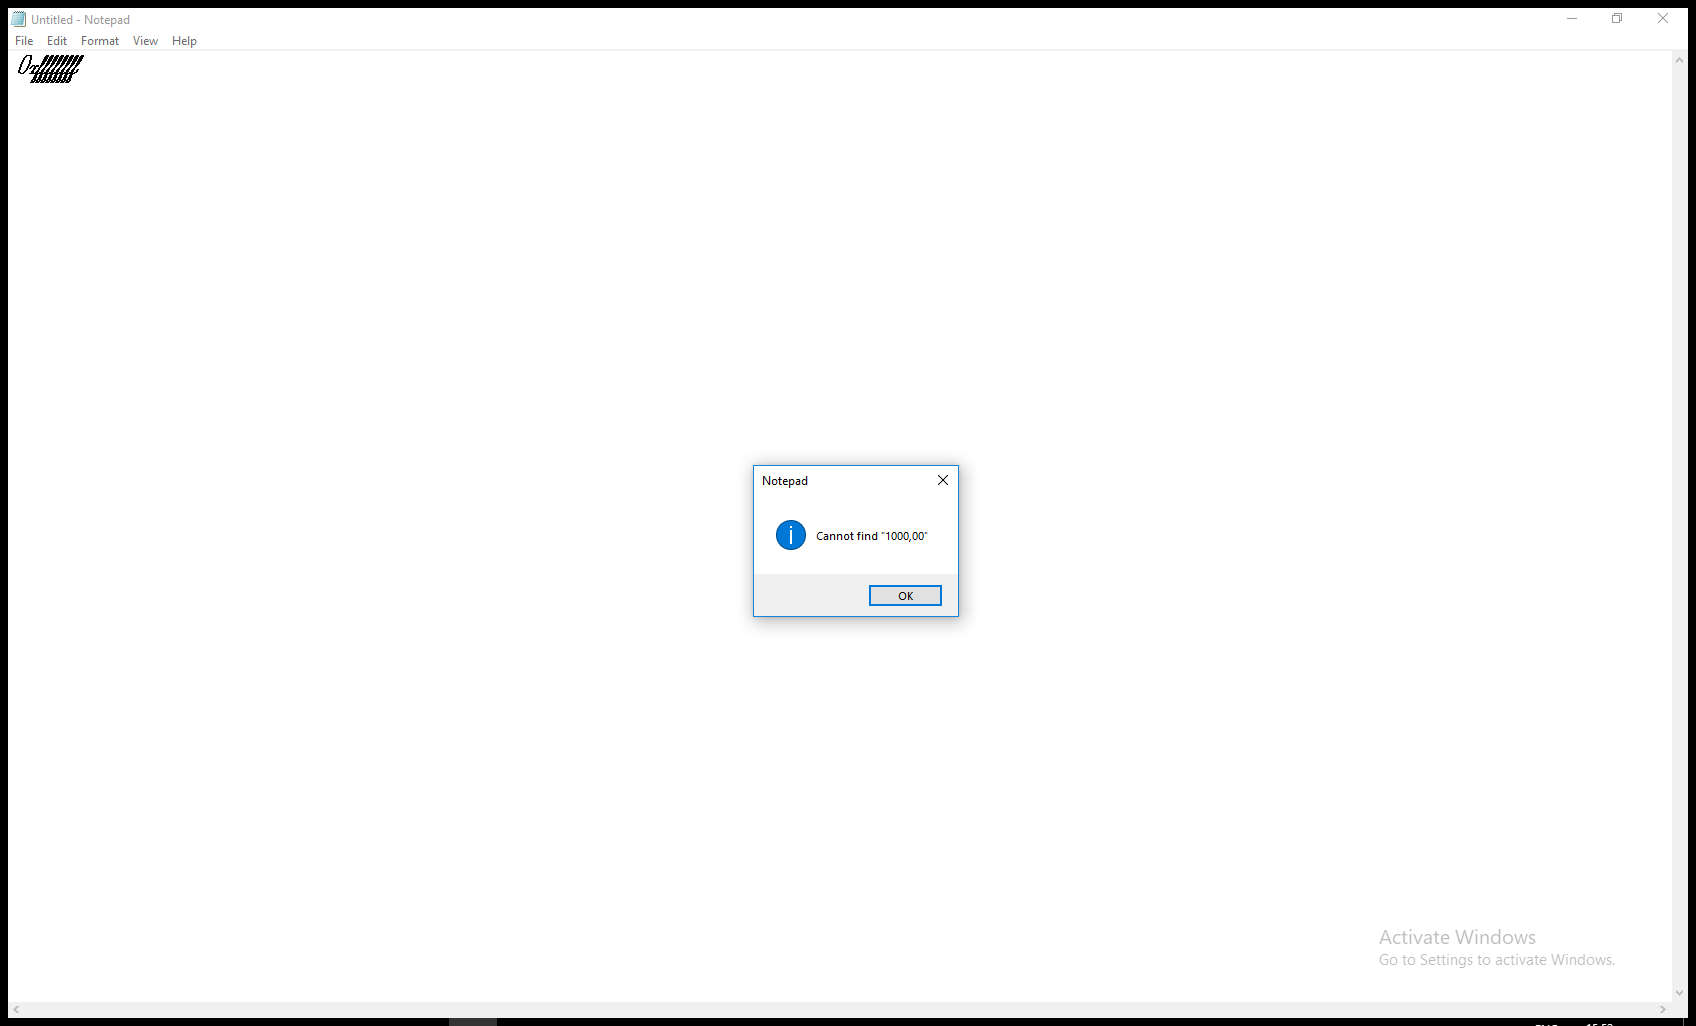 Untitled - Notepad
File Edit Format View Help
Notepad
Cannot find "1000,00"
OK
Activate Windows
Go to Settings to activate Windows.